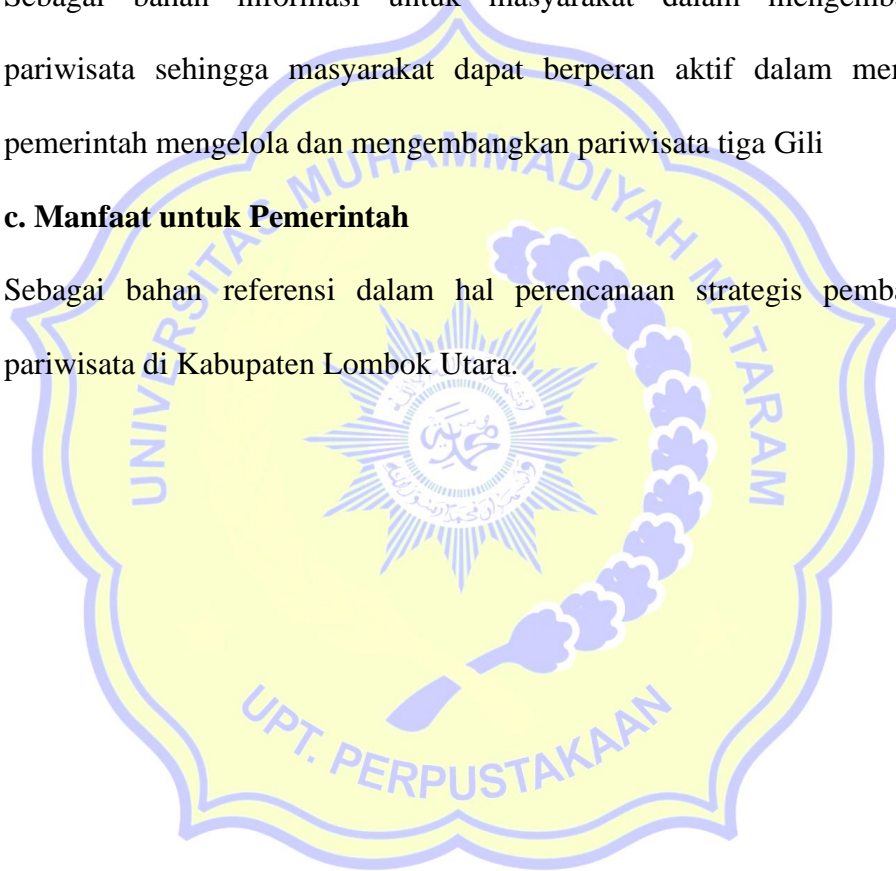 Sebagai bahan informasi untuk masyarakat dalam
pariwisata sehingga masyarakat dapat berperan aktif dalam
pemerintah mengelola dan mengembangkan pariwisata tiga Gili
c. Manfaat untuk Pemerintah
Sebagai bahan referensi dalam hal perencanaan strategis
pariwisata di Kabupaten Lombok Utara.
UNIVERSITAS MUHAMMADIYAH MATARAM
UPT. PERPUSTAKAAN